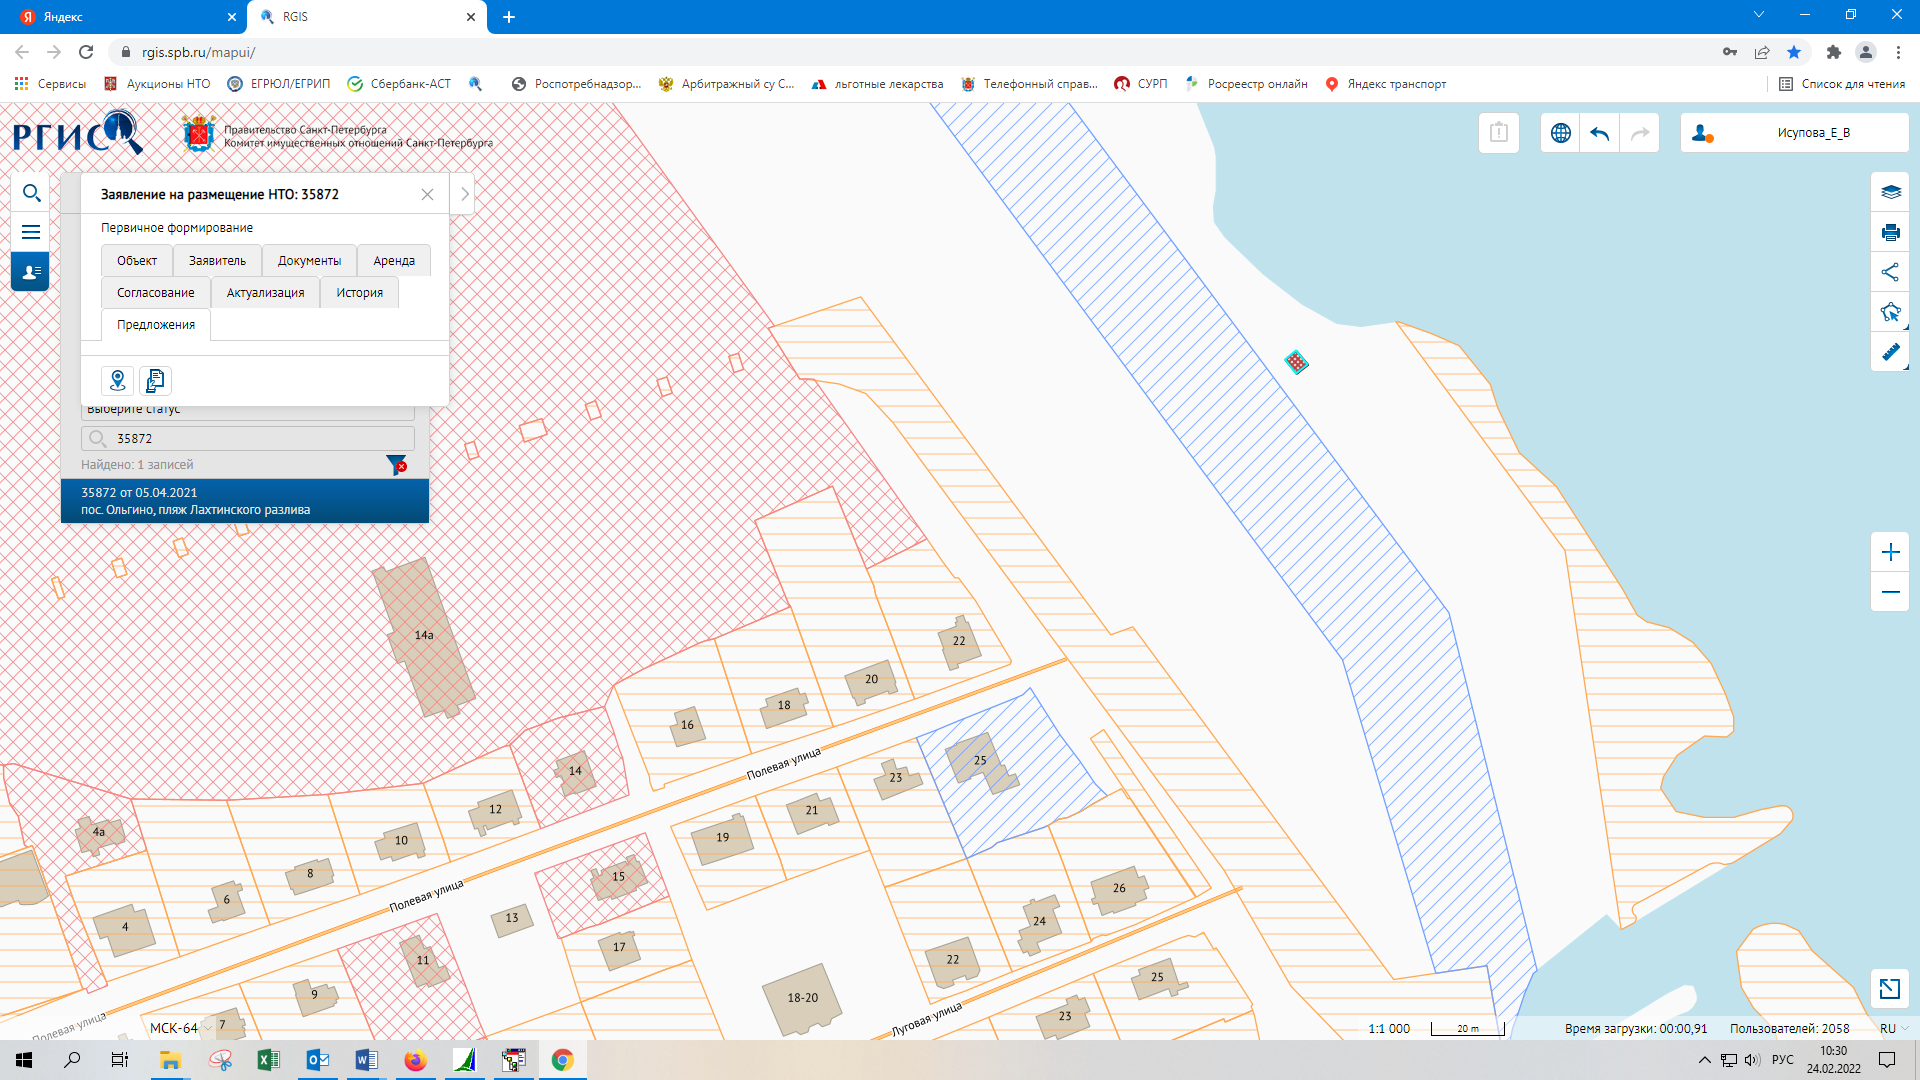 Яндекс
RGIS
rgis.spb.ru/mapui/
Сервисы
Аукционы НТО
ЕГРЮЛ/ЕГРИП
Сбербанк-АСТ
Роспотребнадзор...
Арбитражный су С...
льготные лекарства
Телефонный справ...
СУРП
Росреестр онлайн
Яндекс транспорт
Список для чтения
РГИС
Правительство Санкт-Петербурга
Комитет имущественных отношений Санкт-Петербурга
Исупова_Е_В
Заявление на размещение НТО: 35872
Первичное формирование
Объект
Заявитель
Документы
Аренда
Согласование
Актуализация
История
Предложения
Выберите статус
35872
Найдено: 1 записей
35872 от 05.04.2021
пос. Ольгино, пляж Лахтинского разлива
14а
22
20
18
16
Полевая улица
25
14
23
12
21
4а
10
19
8
15
26
6
Полевая улица
13
24
4
17
11
22
25
9
18-20
23
Луговая улица
7
Полевая улица
МСК-64
1:1 000
20 m
Время загрузки: 00:00,91
Пользователей: 2058
RU
РУС
10:30
24.02.2022